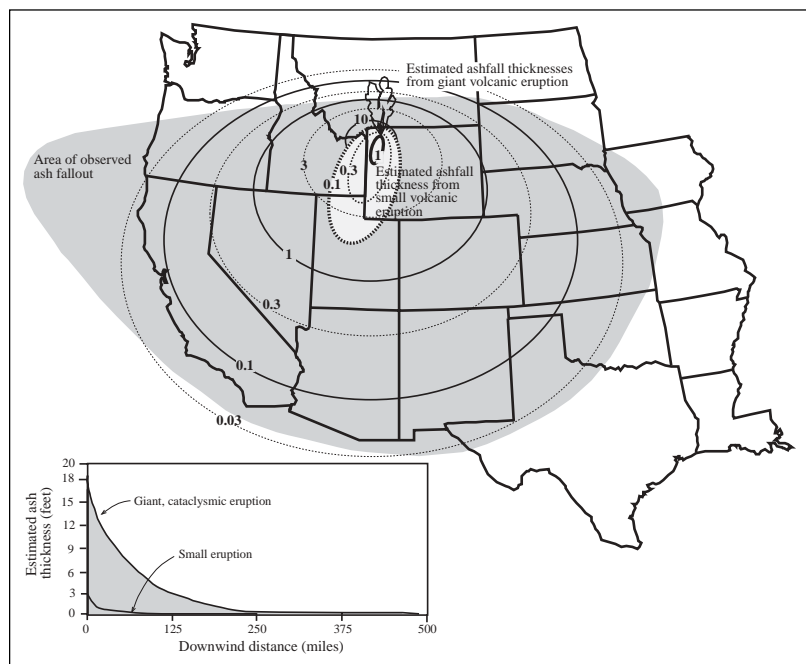 Estimated ashfall thicknesses
from giant volcanic eruption
10
Area of observed
ash fallout
3
0.3
0.1
1
Estimated ashfall
thickness from
small volcanic
eruption
1
0.3
0.1
0.03
Estimated ash
thickness (feet)
20
18
15
12
9
6
3
0
Giant, cataclysmic eruption
Small eruption
0
125
250
375
500
Downwind distance (miles)